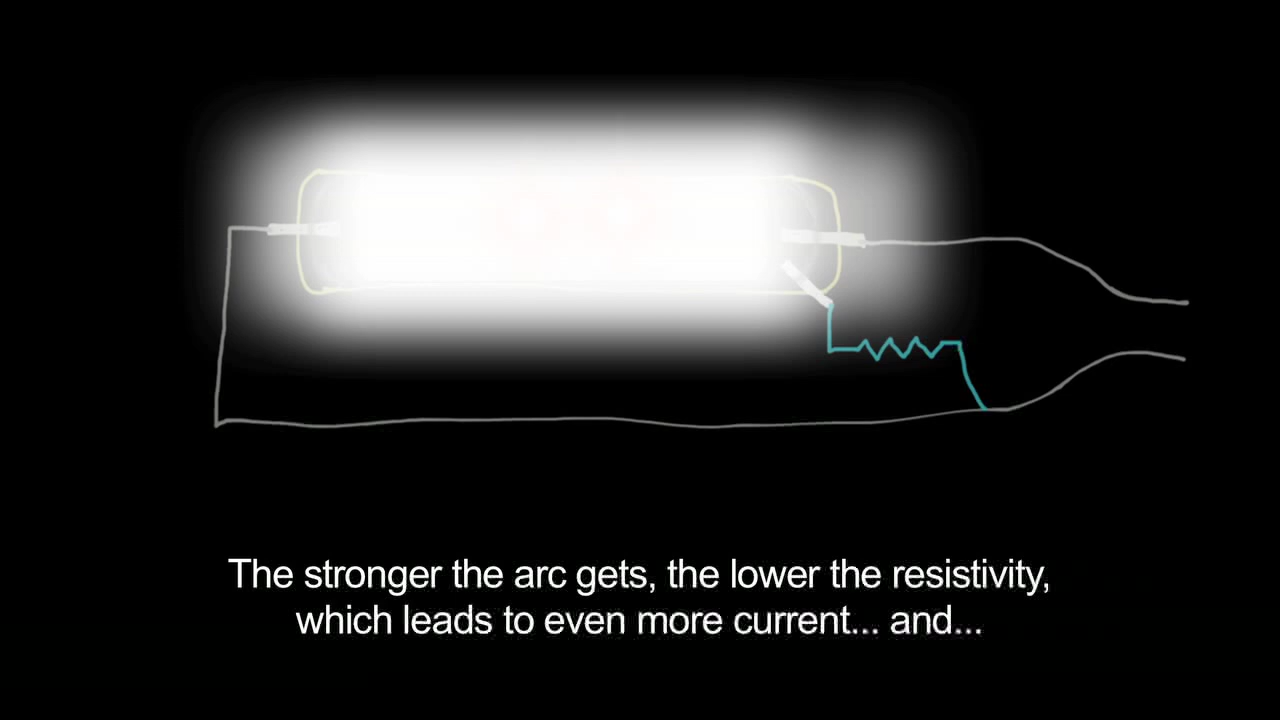 The stronger the arc gets, the lower the resistivity,
which leads to even more current... and...